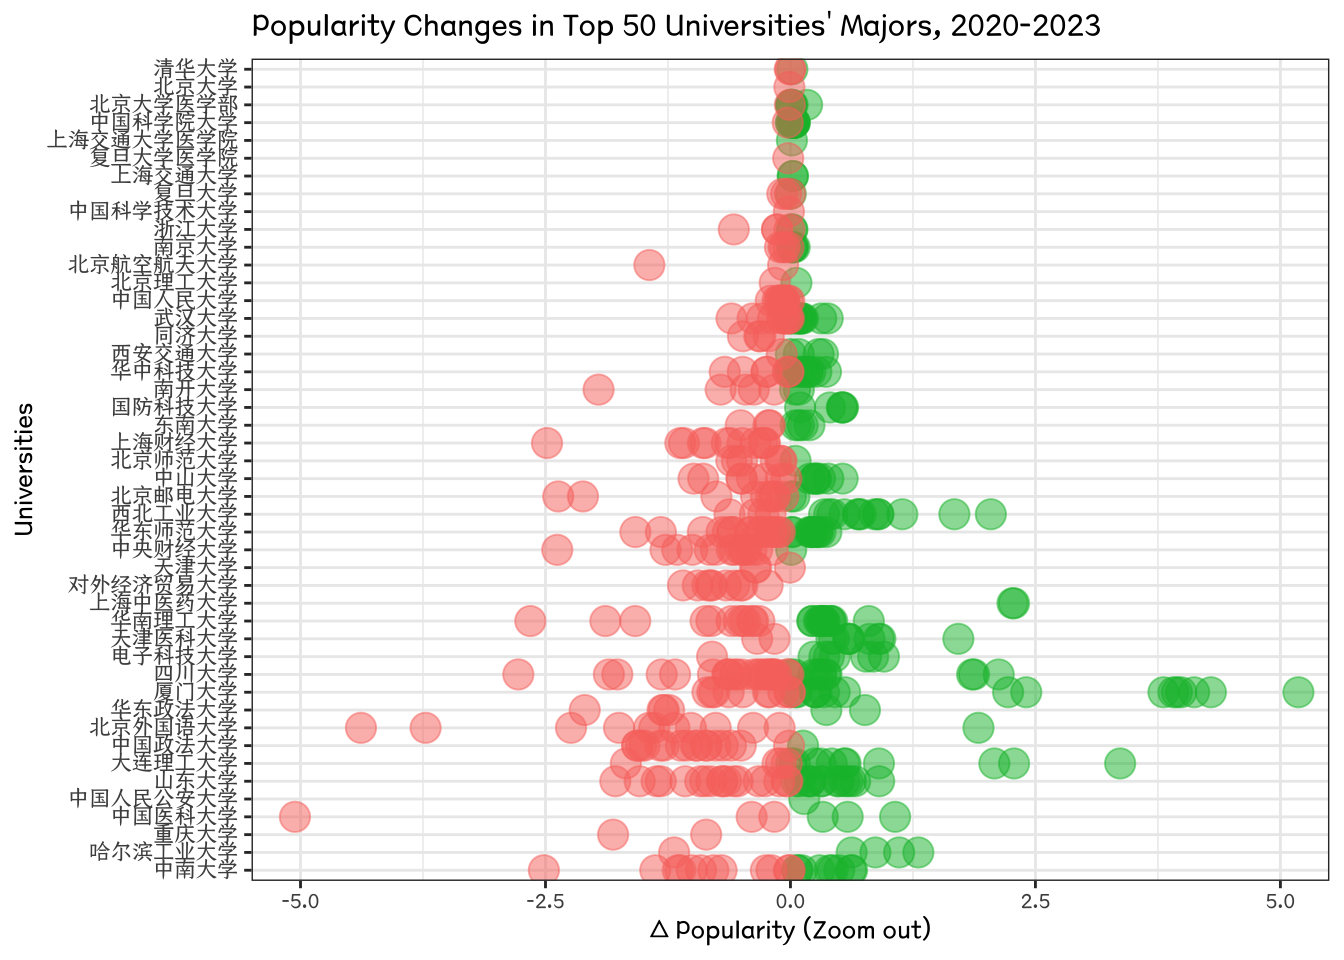 Popularity Changes in Top 50 Universities' Majors, 2020-2023
Universities
清华大学
北京大学
北京大学医学部
中国科学院大学
上海交通大学医学院
复旦大学医学院
上海交通大学
复旦大学
中国科学技术大学
浙江大学
南京大学
北京航空航天大学
北京理工大学
中国人民大学
武汉大学
同济大学
西安交通大学
华中科技大学
南开大学
国防科技大学
东南大学
上海财经大学
北京师范大学
中山大学
北京邮电大学
西北工业大学
华东师范大学
中央财经大学
天津大学
对外经济贸易大学
上海中医药大学
华南理工大学
天津医科大学
电子科技大学
四川大学
厦门大学
华东政法大学
北京外国语大学
中国政法大学
大连理工大学
山东大学
中国人民公安大学
中国医科大学
重庆大学
哈尔滨工业大学
中南大学
-5.0 -2.5 0.0 2.5 5.0
△ Popularity (Zoom out)